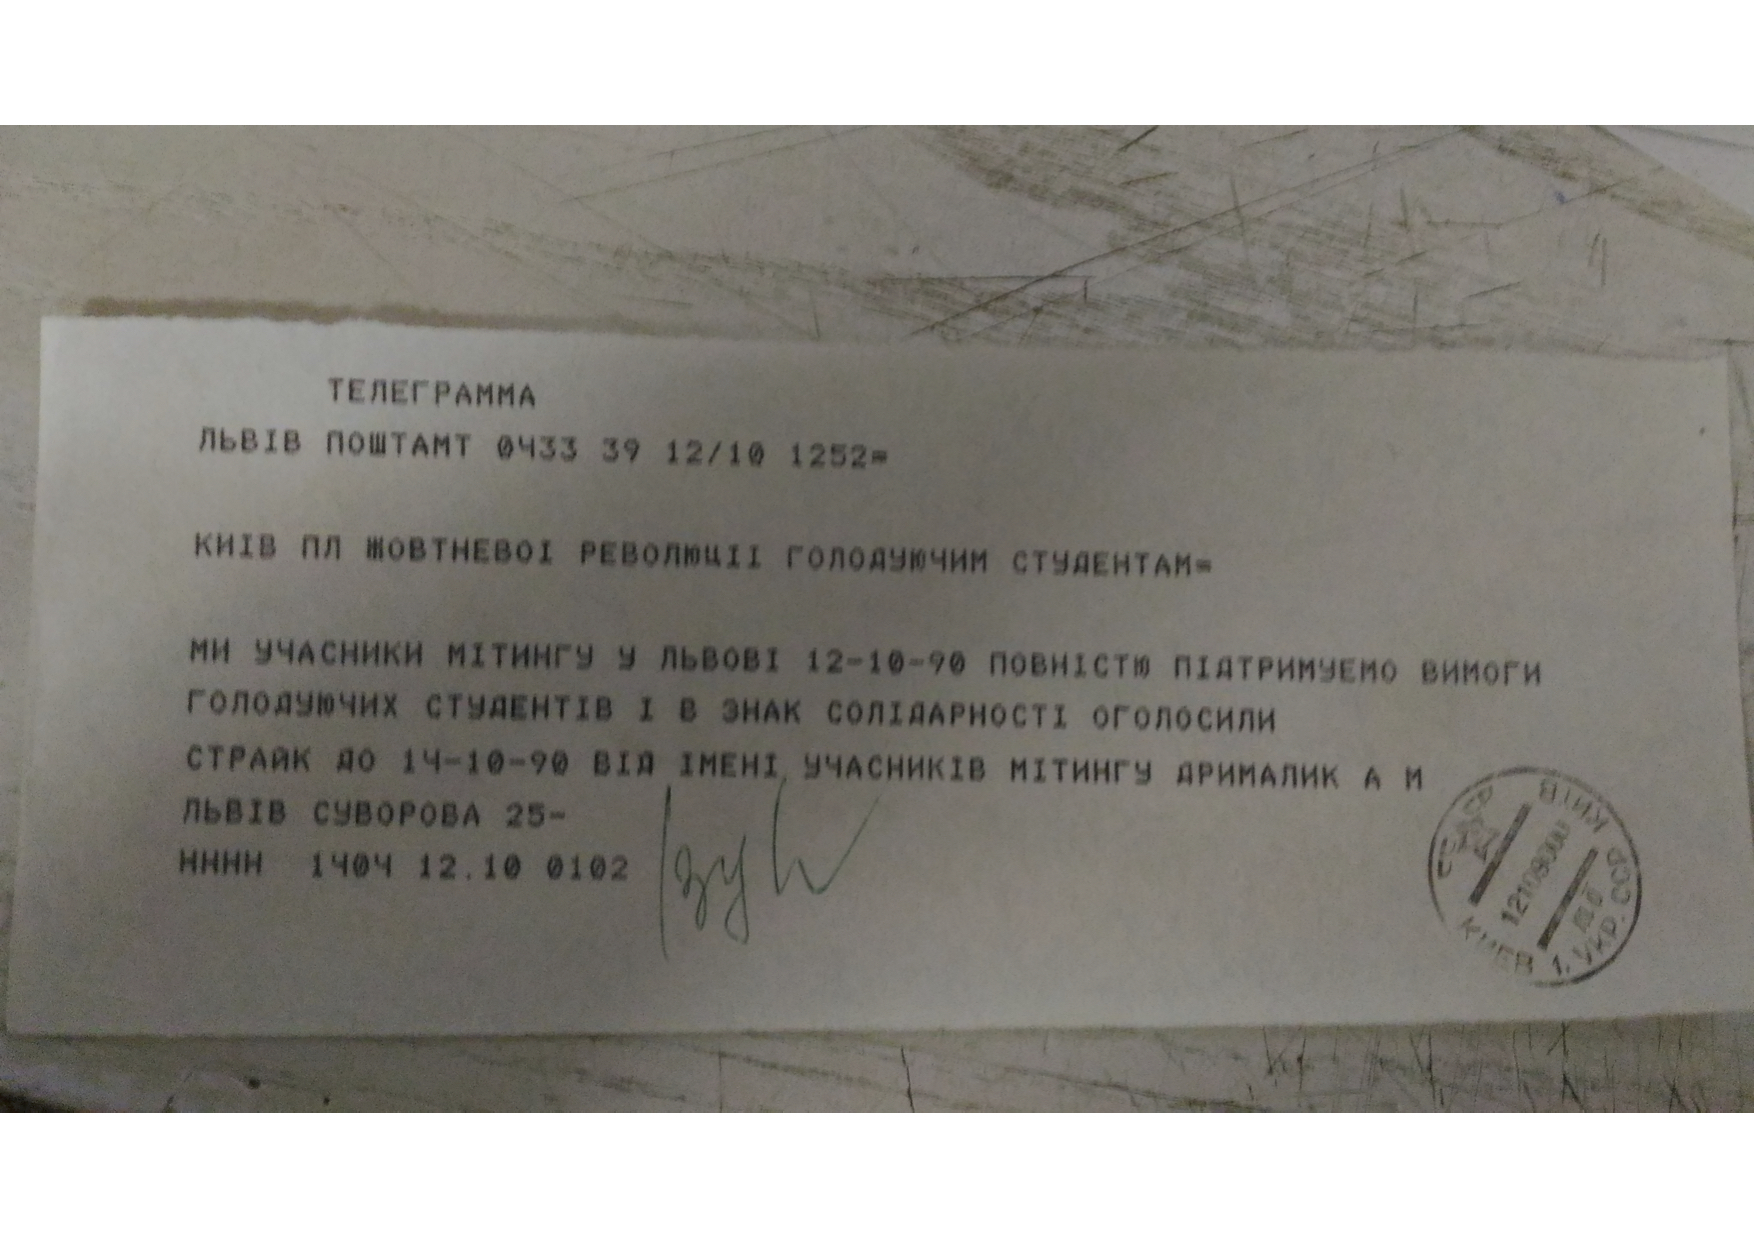 ТЕЛЕГРАММА
ЛЬВІВ ПОШТАМТ 0433 39 12/10 1252=
КИІВ ПЛ ЖОВТНЕВОІ РЕВОЛЮЦІІ ГОЛОДУЮЧИМ СТУДЕНТАМ=
МИ УЧАСНИКИ МІТИНГУ У ЛЬВОВІ 12-10-90 ПОВНІСТЮ ПІДТРИМУЕМО ВИМОГИ
ГОЛОДУЮЧИХ СТУДЕНТІВ І В ЗНАК СОЛІДАРНОСТІ ОГОЛОСИЛИ
СТРАЙК ДО 14-10-90 ВІД ІМЕНІ УЧАСНИКІВ МІТИНГУ ДРИМАЛИК А М
ЛЬВІВ СУВОРОВА 25-
НННН 1404 12.10 0102
КИЇВ
КИЕВ 1. УКР. ССР